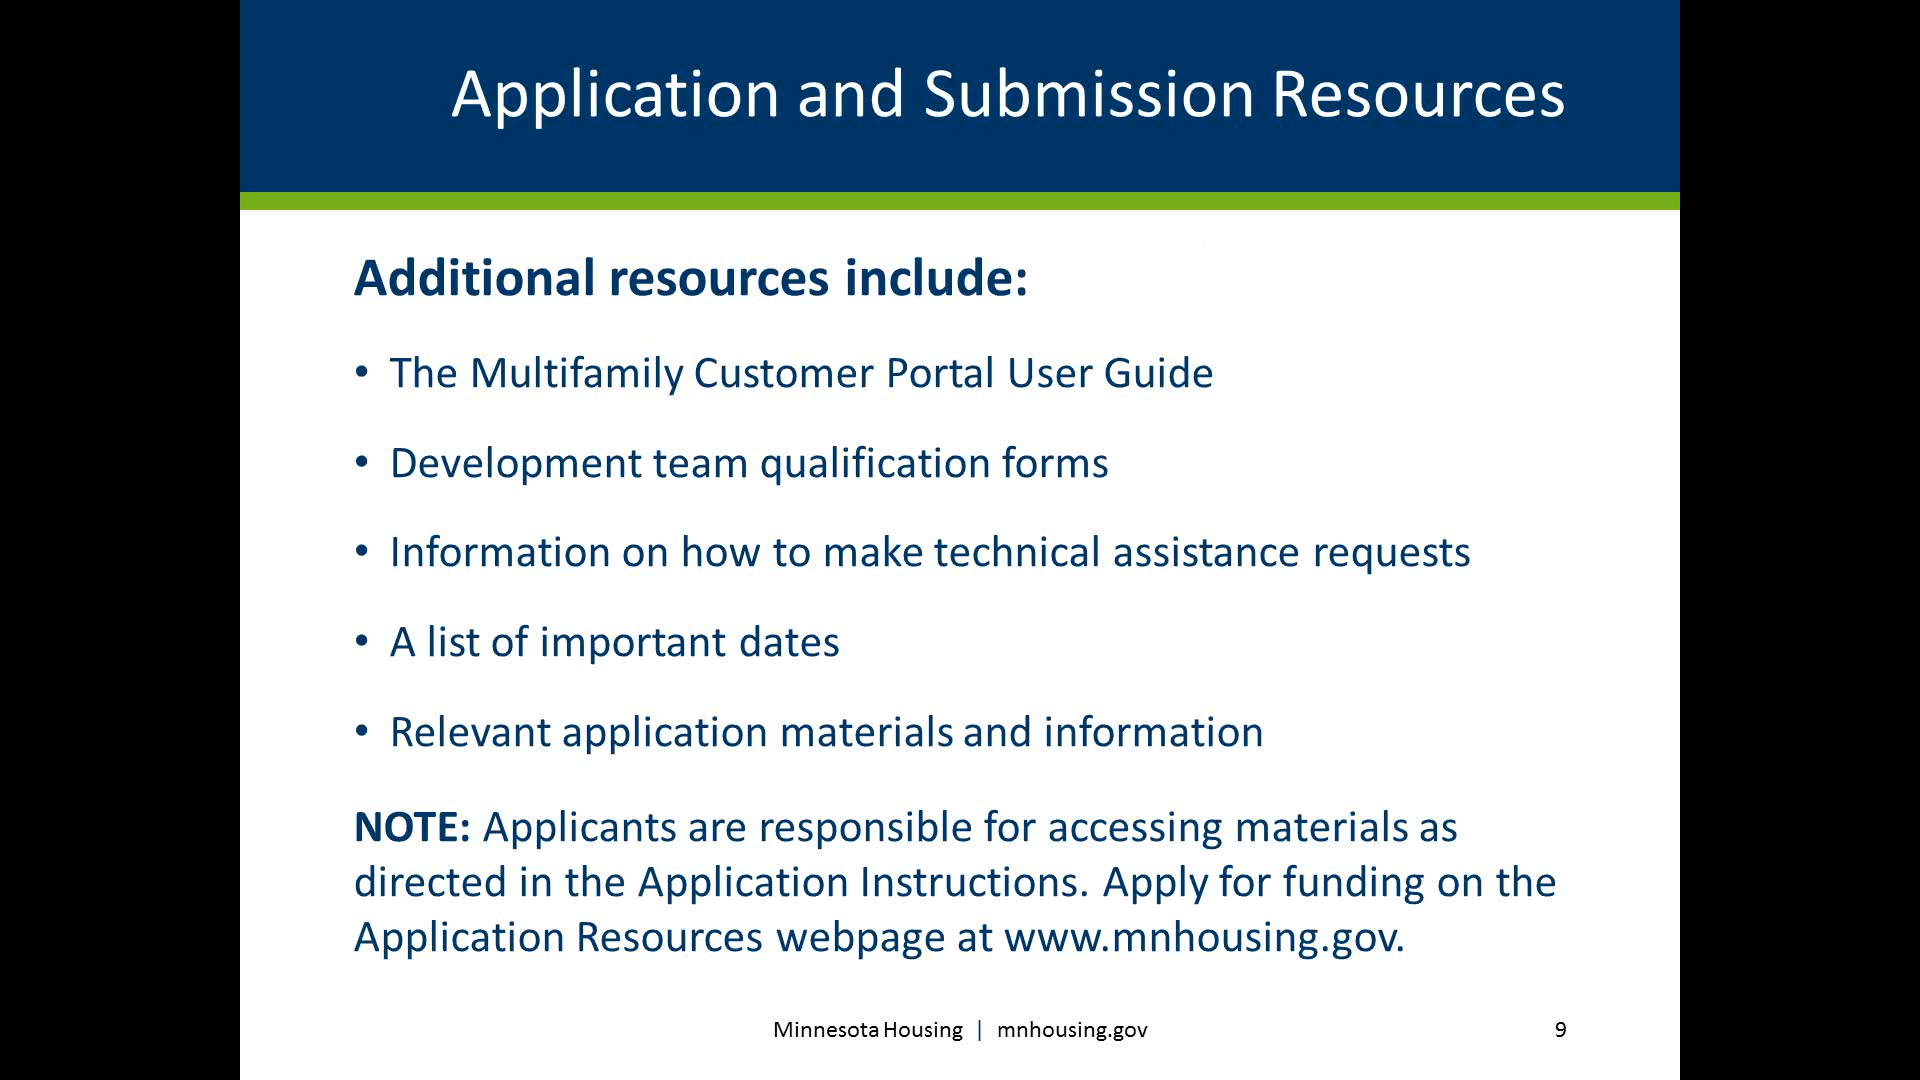 Application and Submission Resources
Additional resources include:
• The Multifamily Customer Portal User Guide
• Development team qualification forms
• Information on how to make technical assistance requests
• A list of important dates
• Relevant application materials and information
NOTE: Applicants are responsible for accessing materials as
directed in the Application Instructions. Apply for funding on the
Application Resources webpage at www.mnhousing.gov.
Minnesota Housing | mnhousing.gov 9